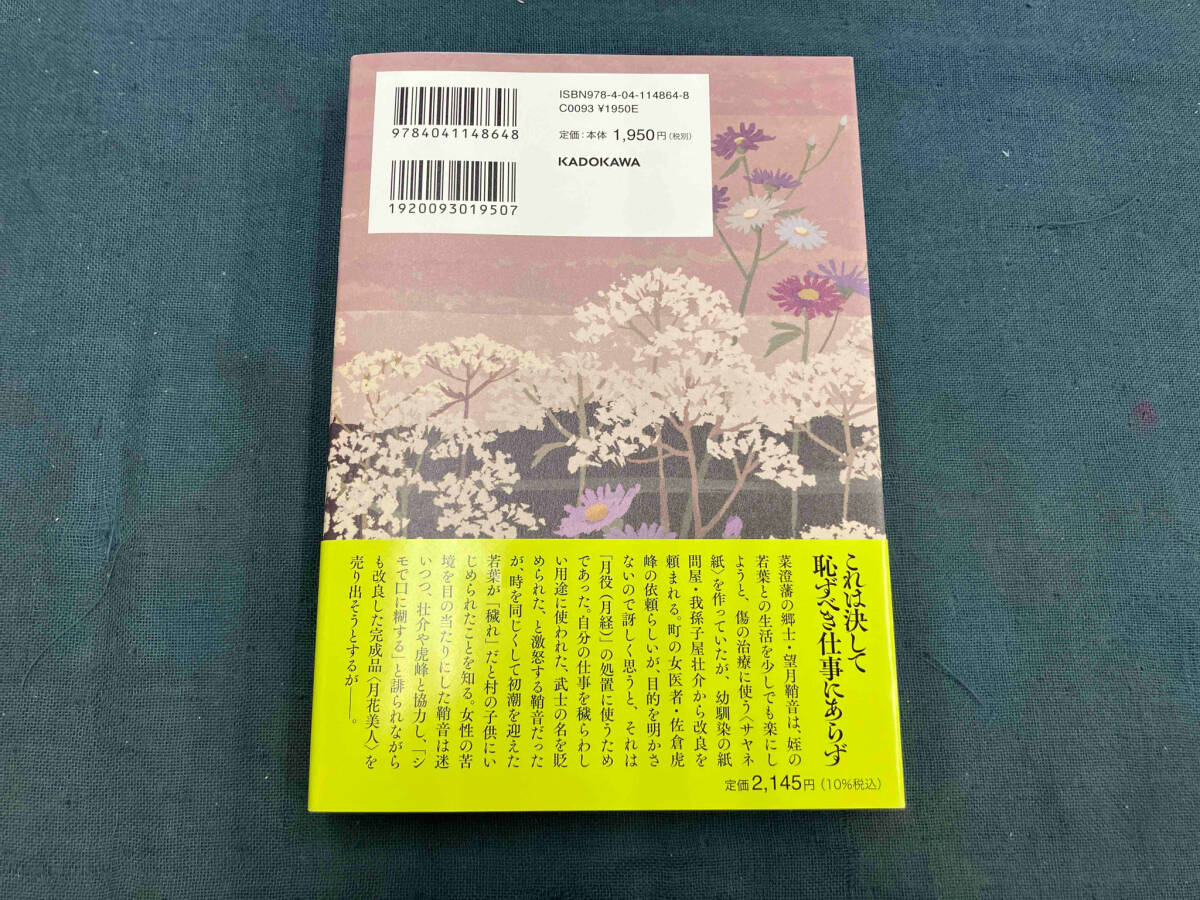 ISBN978-4-04-114864-8
C0093 ¥1950E
定価:本体 1,950円(税別)
KADOKAWA
9784041148648
1920093019507
これは決して
恥ずべき仕事にあらず
菜澄藩の郷士・望月鞘音は、姪の
若葉との生活を少しでも楽にし
ようと、傷の治療に使う〈サヤネ
紙〉を作っていたが、幼馴染の紙
問屋・我孫子屋壮介から改良を
頼まれる。町の女医者・佐倉虎
峰の依頼らしいが、目的を明かさ
ないので訝しく思うと、それは
「月役(月経)」の処置に使うため
であった。自分の仕事を穢らわし
い用途に使われた、武士の名を貶
められた、と激怒する鞘音だった
が、時を同じくして初潮を迎えた
若葉が「穢れ」だと村の子供にい
じめられたことを知る。女性の苦
境を目の当たりにした鞘音は迷
いつつ、壮介や虎峰と協力し、「シ
モで口に糊する」と誹られながら
も改良した完成品〈月花美人〉を
売り出そうとするが――。
定価2,145円(10%税込)